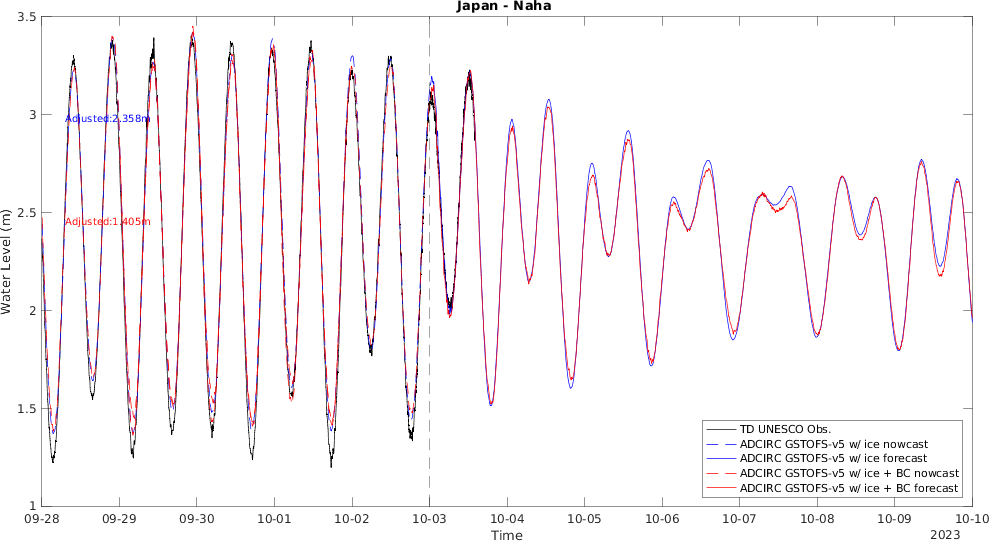 Japan - Naha
3.5
3
2.5
2
1.5
1
Water Level (m)
Adjusted:2.358m
Adjusted:1.405m
TD UNESCO Obs.
ADCIRC GSTOFS-v5 w/ ice nowcast
ADCIRC GSTOFS-v5 w/ ice forecast
ADCIRC GSTOFS-v5 w/ ice + BC nowcast
ADCIRC GSTOFS-v5 w/ ice + BC forecast
09-28 09-29 09-30 10-01 10-02 10-03 10-04 10-05 10-06 10-07 10-08 10-09 10-10
Time
2023